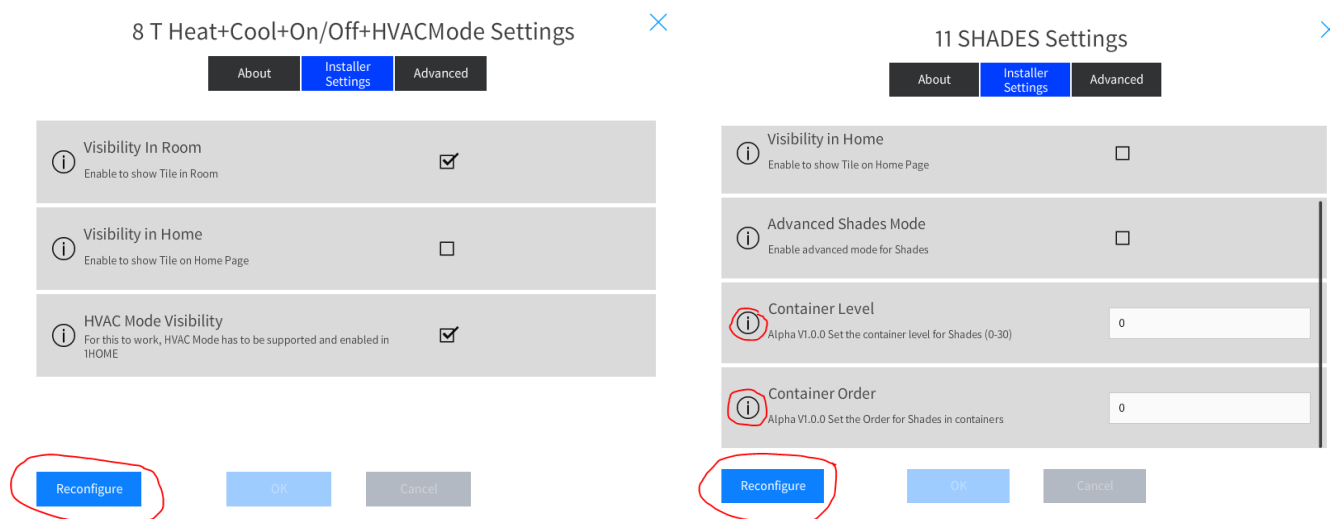 8 T Heat+Cool+On/Off+HVACMode Settings
About
Installer
Settings
Advanced
Visibility In Room
Enable to show Tile in Room
Visibility in Home
Enable to show Tile on Home Page
HVAC Mode Visibility
For this to work, HVAC Mode has to be supported and enabled in
1HOME
Reconfigure
OK
Cancel
11 SHADES Settings
About
Installer
Settings
Advanced
Visibility in Home
Enable to show Tile on Home Page
Advanced Shades Mode
Enable advanced mode for Shades
Container Level
Alpha V1.0.0 Set the container level for Shades (0-30)
0
Container Order
Alpha V1.0.0 Set the Order for Shades in containers
0
Reconfigure
OK
Cancel